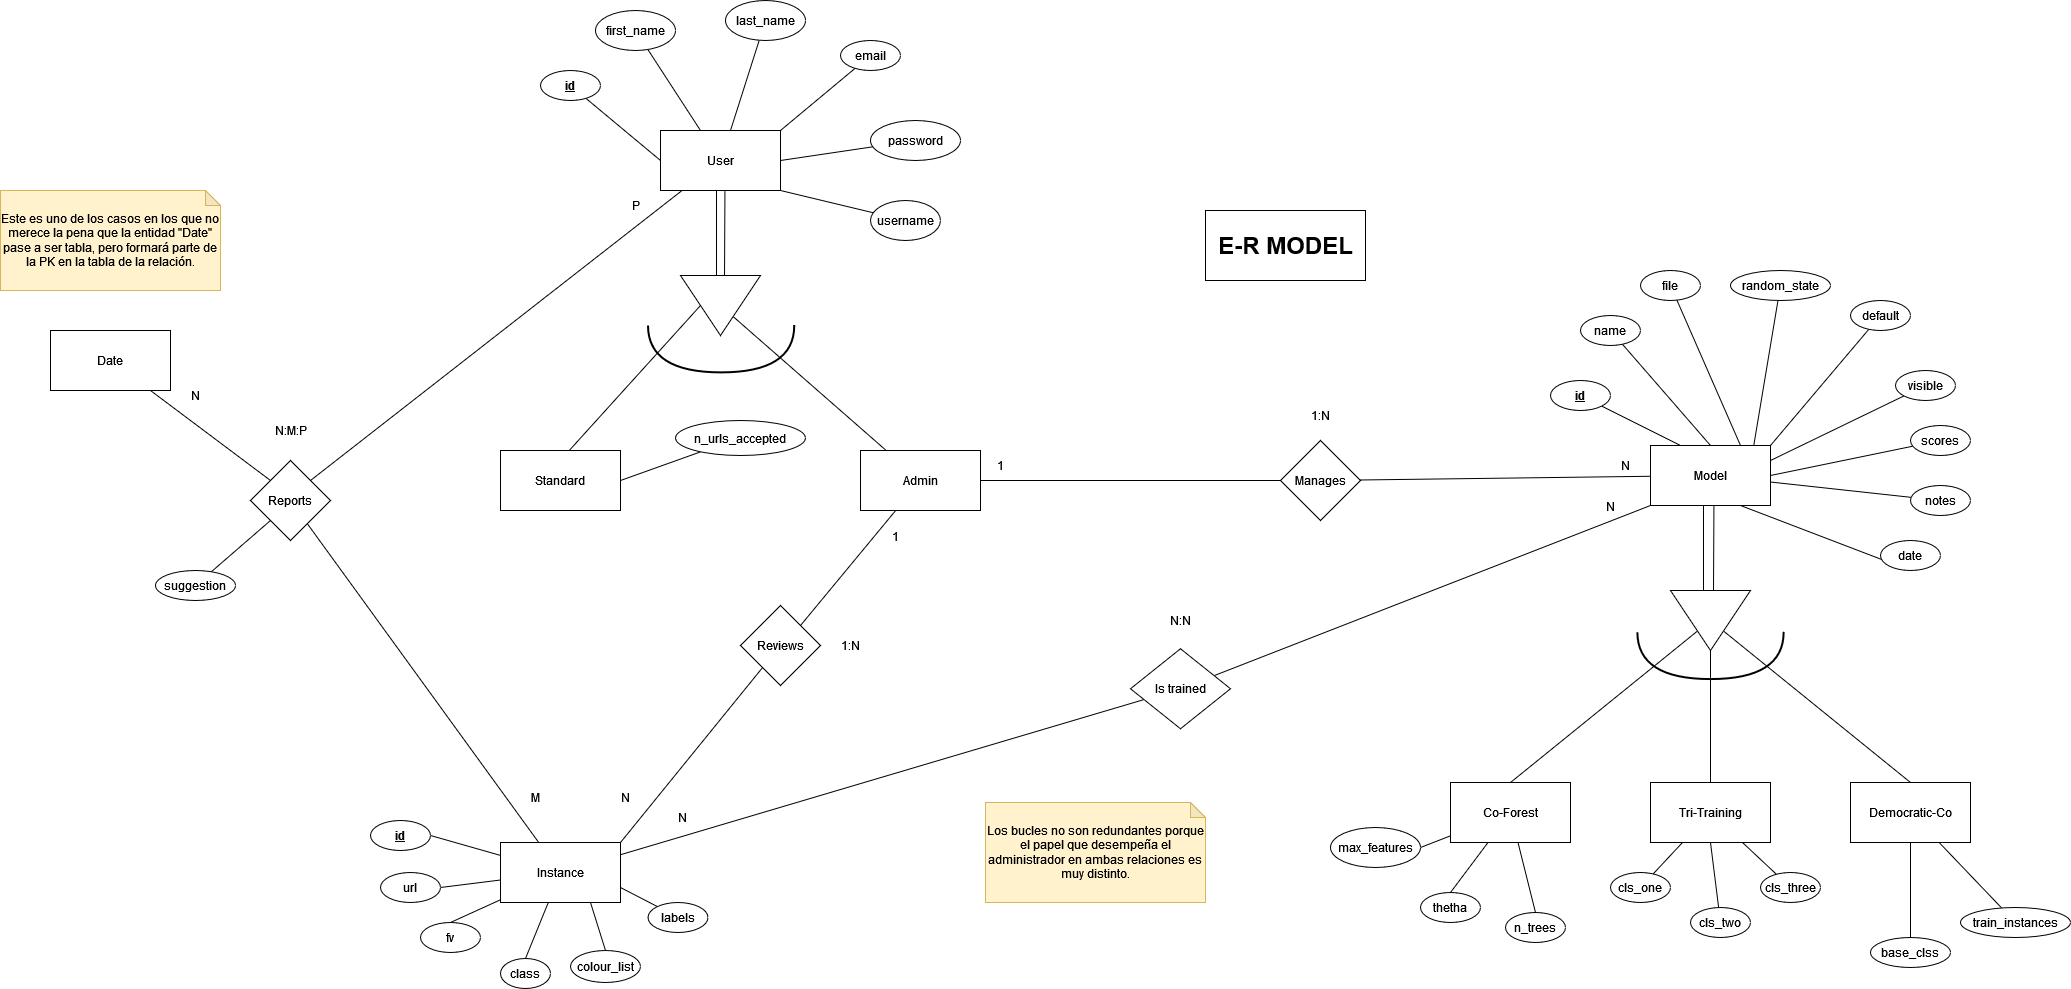 last_name
first_name
email
id
password
User
username
P
Este es uno de los casos en los que no
merece la pena que la entidad "Date"
pase a ser tabla, pero formará parte de
la PK en la tabla de la relación.
E-R MODEL
Date
N
N:M:P
Reports
suggestion
n_urls_accepted
Standard
Admin
1
1:N
Manages
N
file
random_state
name
default
id
visible
scores
Model
notes
date
N
1
Reviews
1:N
N:N
Is trained
M
N
N
Co-Forest
Tri-Training
Democratic-Co
max_features
thetha
n_trees
cls_one
cls_two
cls_three
base_clss
train_instances
Los bucles no son redundantes porque
el papel que desempeña el
administrador en ambas relaciones es
muy distinto.
id
url
Instance
fv
class
colour_list
labels